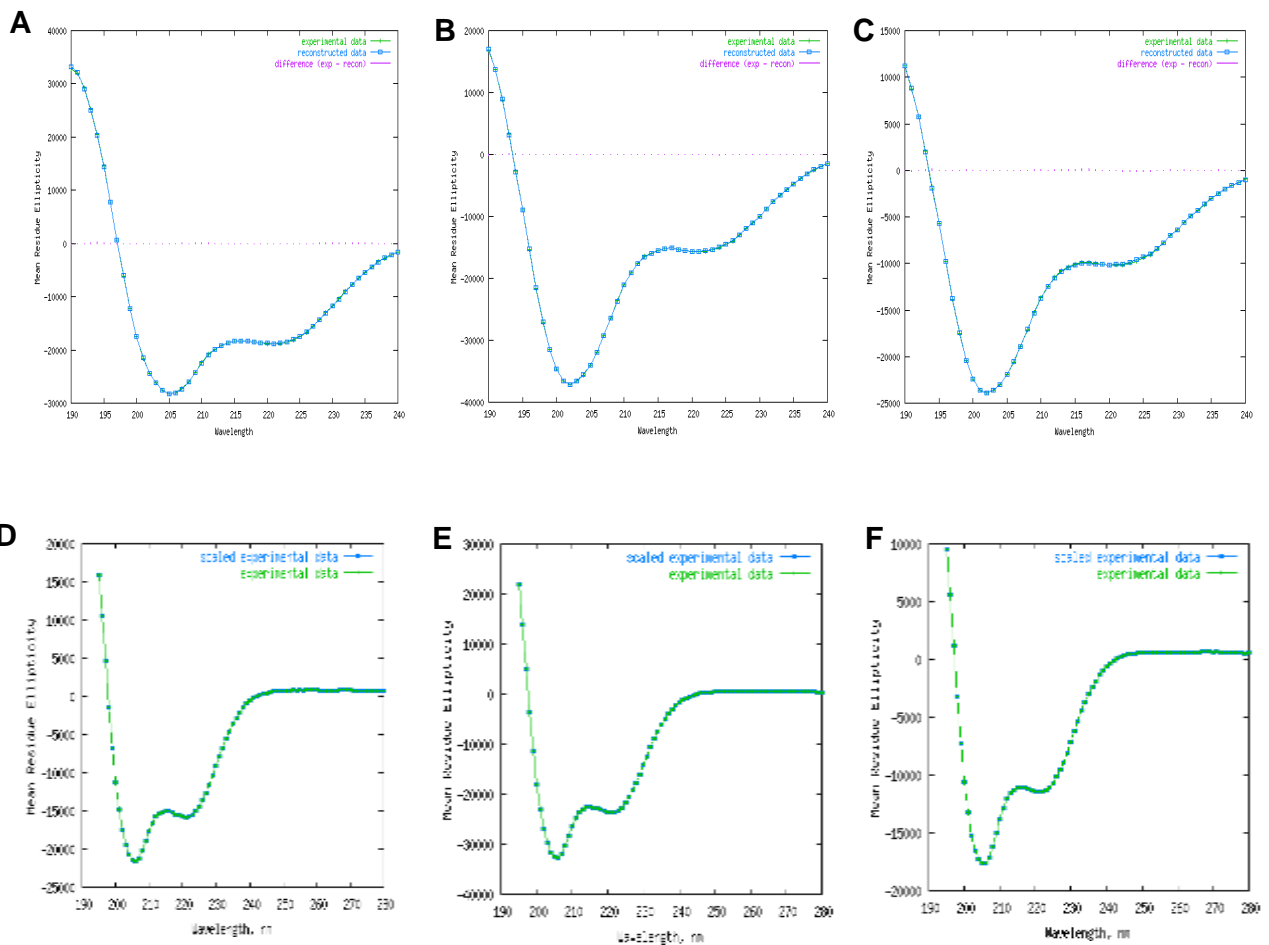 A
40000
30000
20000
10000
0
-10000
-20000
-30000
190 195 200 205 210 215 220 225 230 235 240
Mean Residue Ellipticity
Wavelength
experimental data
reconstructed data
difference (exp - recon)
B
20000
10000
0
-10000
-20000
-30000
-40000
190 195 200 205 210 215 220 225 230 235 240
Mean Residue Ellipticity
Wavelength
experimental data
reconstructed data
difference (exp - recon)
C
15000
10000
5000
0
-5000
-10000
-15000
-20000
-25000
190 195 200 205 210 215 220 225 230 235 240
Mean Residue Ellipticity
Wavelength
experimental data
reconstructed data
difference (exp - recon)
D
20000
15000
10000
5000
0
-5000
-10000
-15000
-20000
-25000
190 200 210 220 230 240 250 260 270 280
Mean Residue Ellipticity
Wavelength, nm
scaled experimental data
experimental data
E
30000
20000
10000
0
-10000
-20000
-30000
-40000
190 200 210 220 230 240 250 260 270 280
Mean Residue Ellipticity
Wavelength, nm
scaled experimental data
experimental data
F
10000
5000
0
-5000
-10000
-15000
-20000
190 200 210 220 230 240 250 260 270 280
Mean Residue Ellipticity
Wavelength, nm
scaled experimental data
experimental data